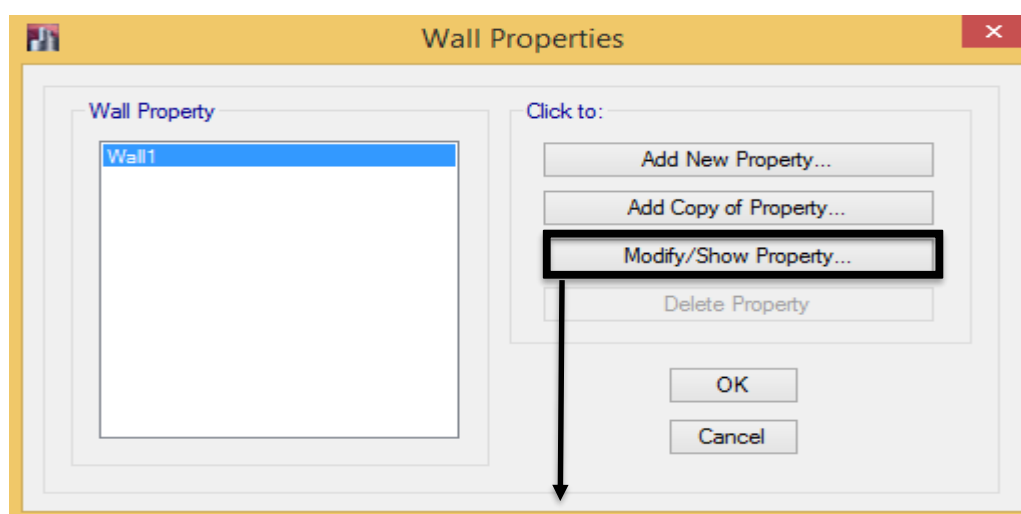 Wall Properties
Wall Property
Click to:
Wall1
Add New Property...
Add Copy of Property...
Modify/Show Property...
Delete Property
OK
Cancel